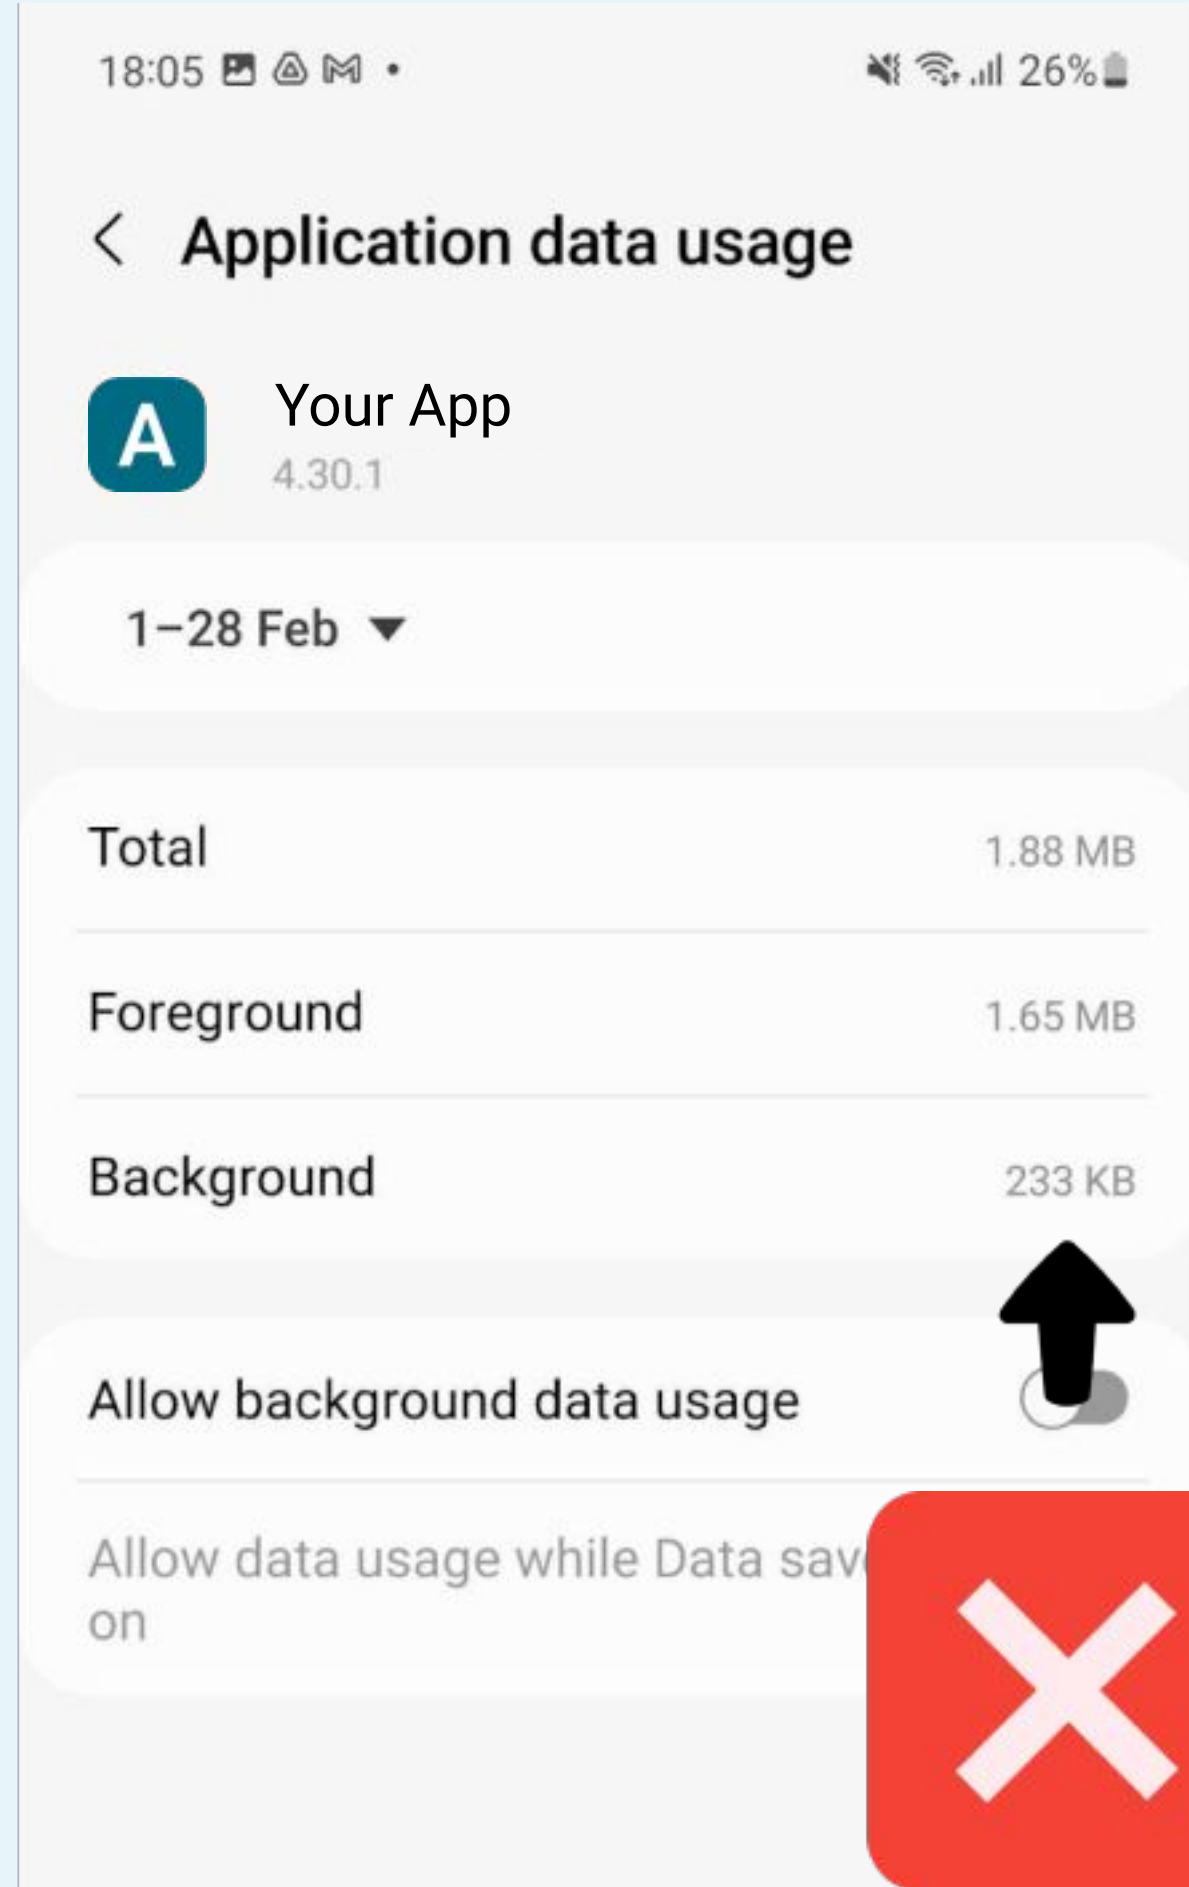 18:05
26%
Application data usage
A
Your App
4.30.1
1–28 Feb
Total
1.88 MB
Foreground
1.65 MB
Background
233 KB
Allow background data usage
Allow data usage while Data
on